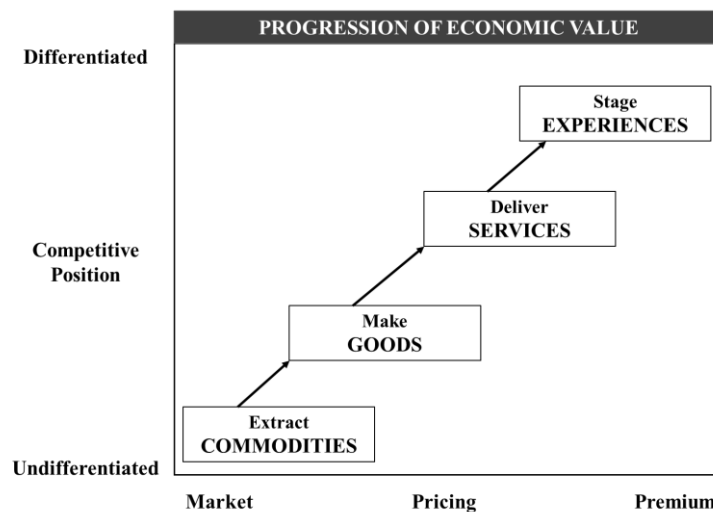 PROGRESSION OF ECONOMIC VALUE
Differentiated
Stage
EXPERIENCES
Deliver
SERVICES
Competitive
Position
Make
GOODS
Extract
COMMODITIES
Undifferentiated
Market Pricing Premium